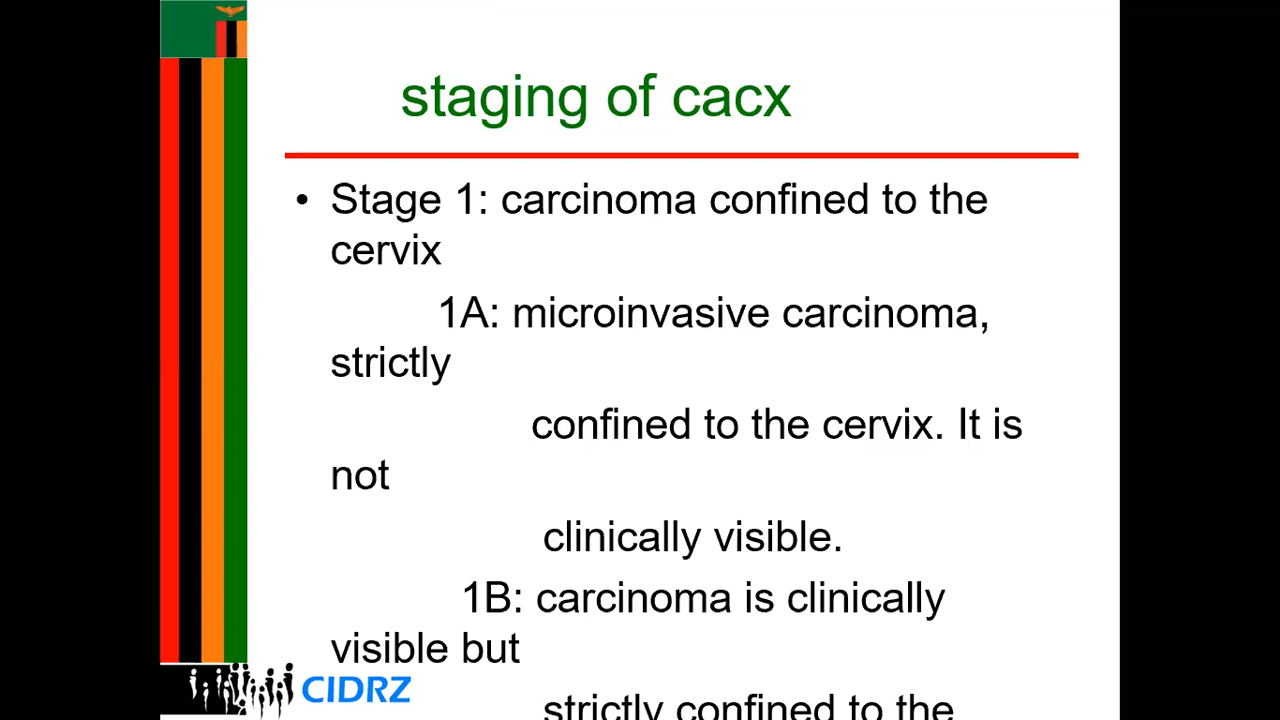 staging of cacx
• Stage 1: carcinoma confined to the
cervix
1A: microinvasive carcinoma,
strictly
confined to the cervix. It is
not
clinically visible.
1B: carcinoma is clinically
visible but
strictly confined to the
CIDRZ